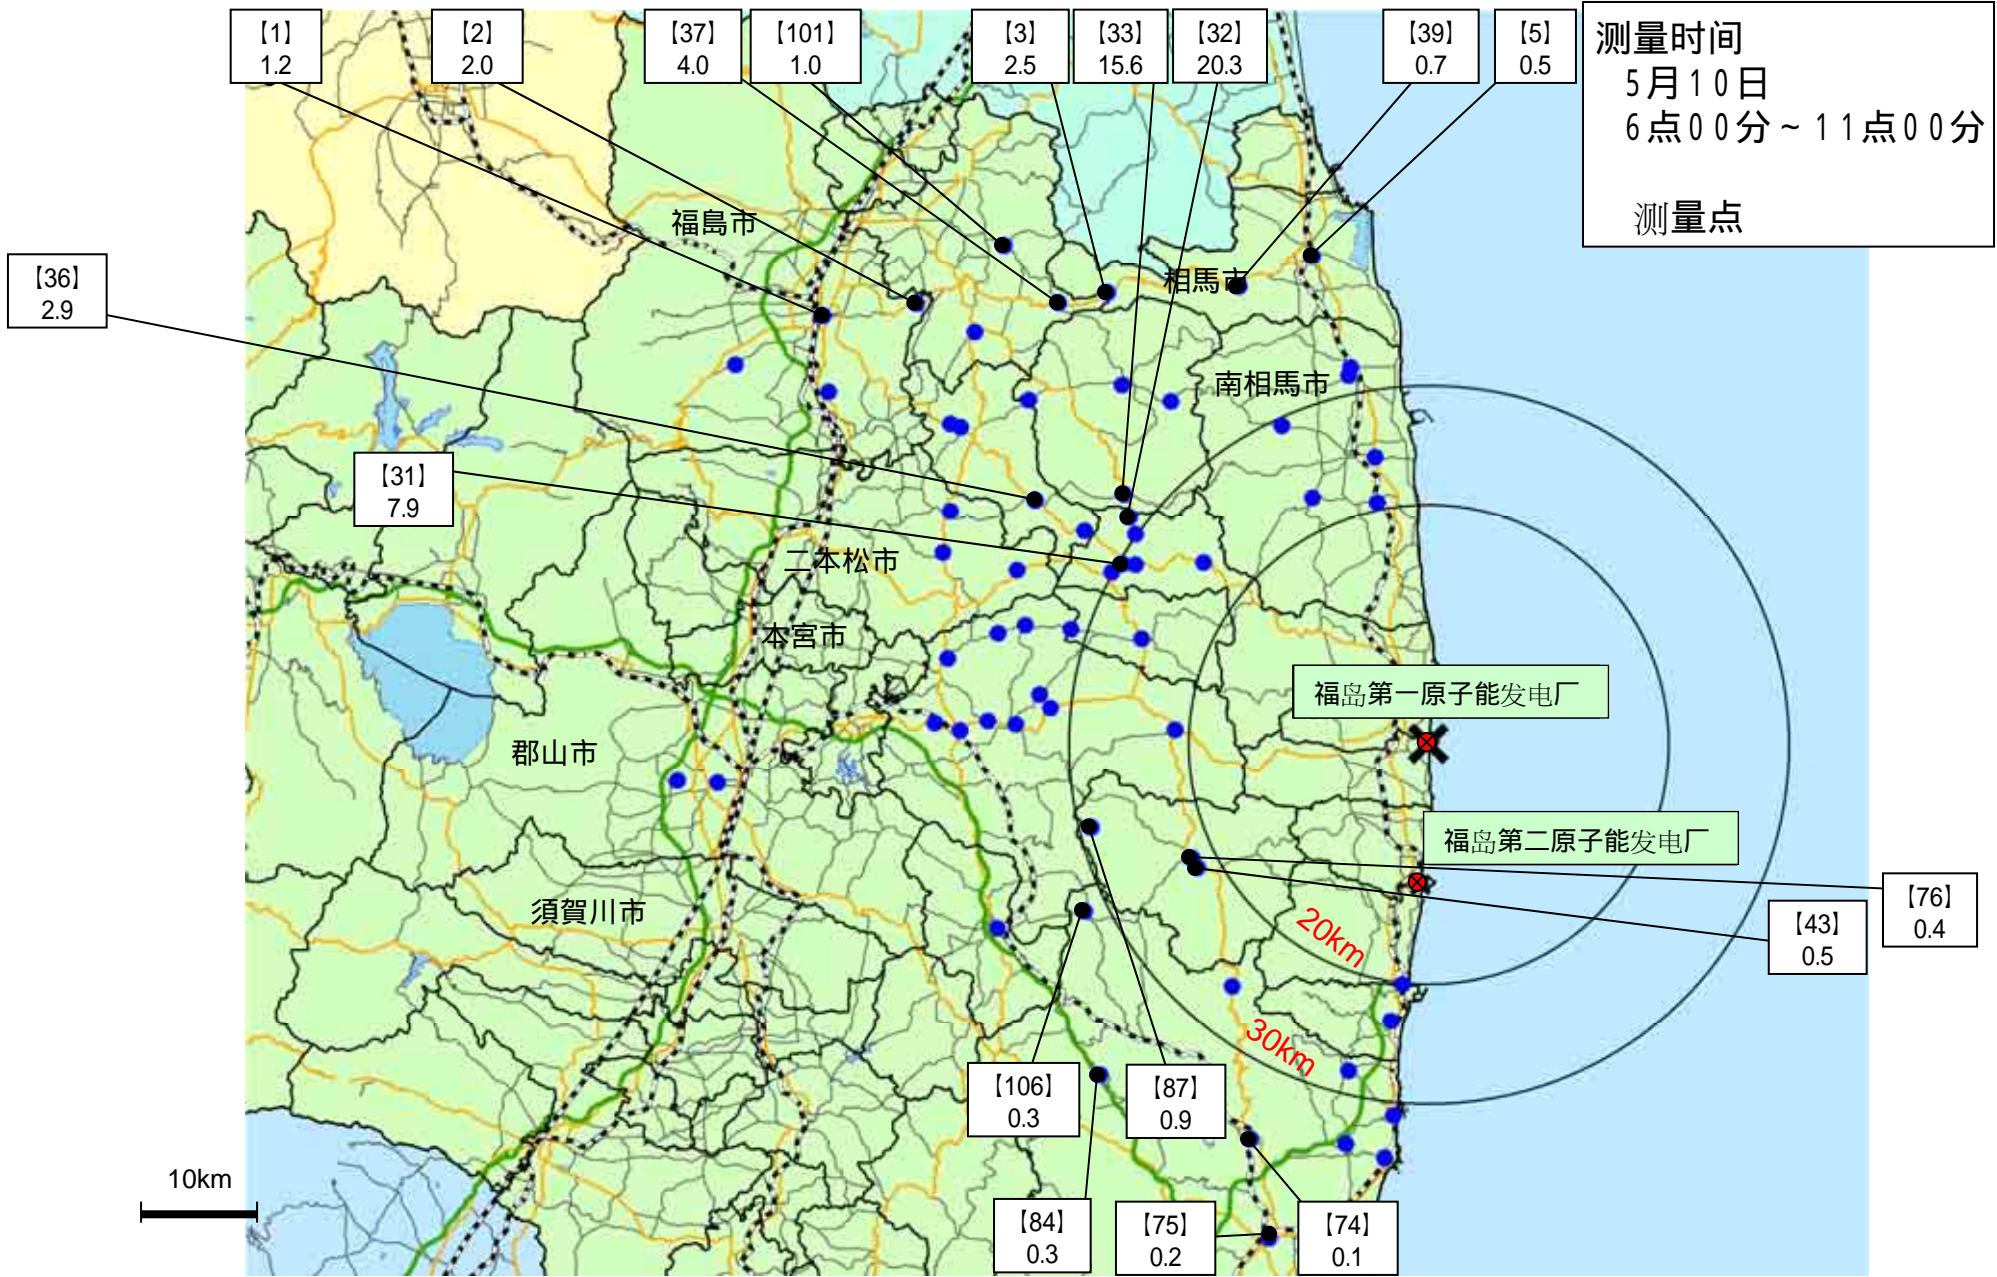 【1】
1.2
【2】
2.0
【37】
4.0
【101】
1.0
【3】
2.5
【33】
15.6
【32】
20.3
【39】
0.7
【5】
0.5
测量时间
5月10日
6点00分~11点00分
测量点
福島市
相馬市
【36】
2.9
南相馬市
【31】
7.9
二本松市
本宮市
福岛第一原子能发电厂
郡山市
福岛第二原子能发电厂
須賀川市
【76】
0.4
【43】
0.5
20km
30km
【106】
0.3
【87】
0.9
10km
【84】
0.3
【75】
0.2
【74】
0.1